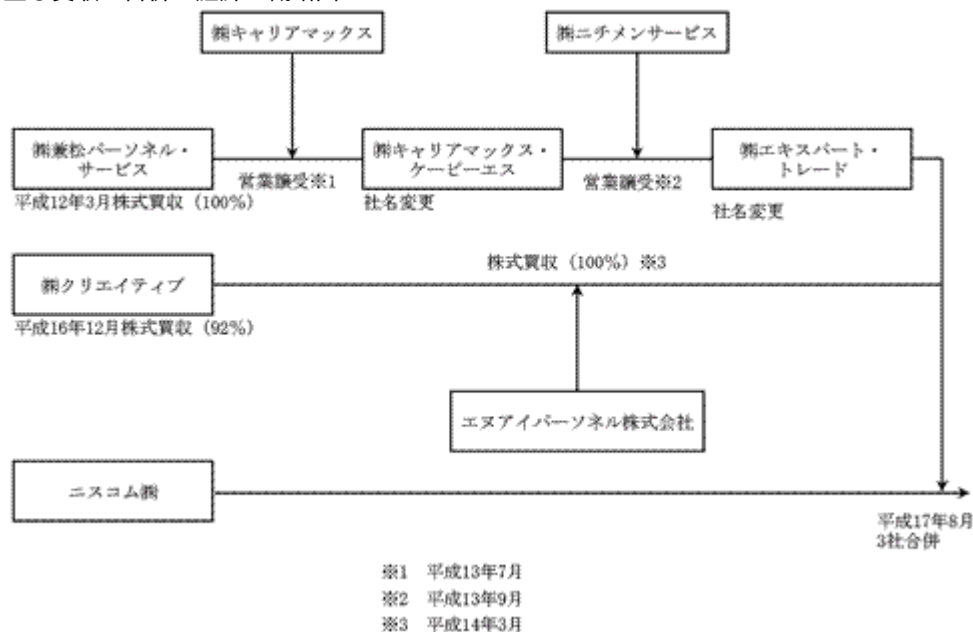 ㈱キャリアマックス
㈱ニチメンサービス
㈱兼松パーソネル・
サービス
㈱キャリアマックス・
ケーピーエス
㈱エキスパート・
トレード
営業譲受※1
営業譲受※2
平成12年3月株式買収（100%）
社名変更
社名変更
株式買収（100%）※3
㈱クリエイティブ
平成16年12月株式買収（92%）
エヌアイパーソネル株式会社
ニスコム㈱
平成17年8月
3社合併
※1 平成13年7月
※2 平成13年9月
※3 平成14年3月